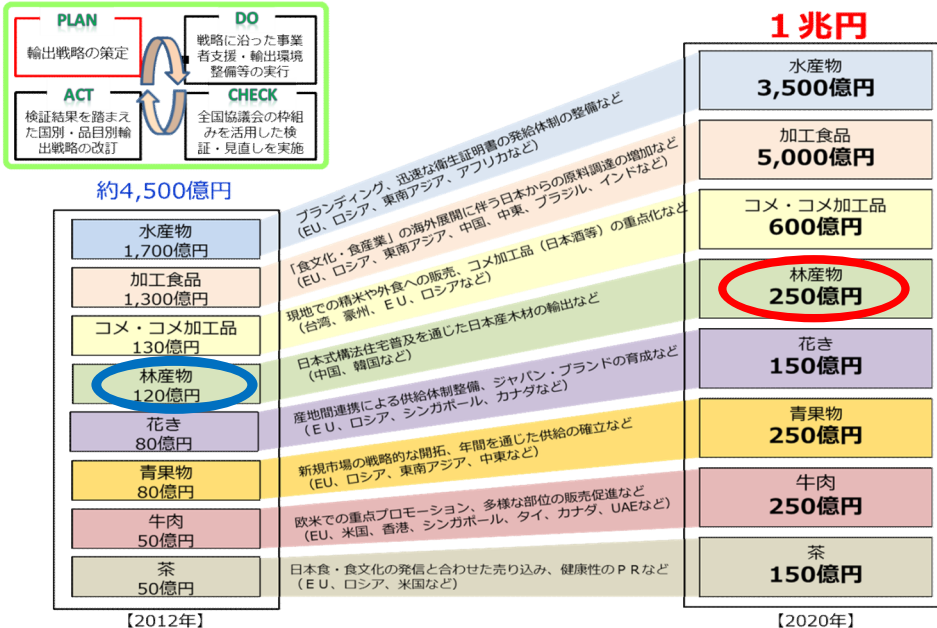 PLAN
輸出戦略の策定
DO
戦略に沿った事業
者支援・輸出環境
整備等の実行
ACT
検証結果を踏まえ
た国別・品目別輸
出戦略の改訂
CHECK
全国協議会の枠組
みを活用した検
証・見直しを実施
約4,500億円
水産物
1,700億円
加工食品
1,300億円
コメ・コメ加工品
130億円
林産物
120億円
花き
80億円
青果物
80億円
牛肉
50億円
茶
50億円
【2012年】
ブランディング、迅速な衛生証明書の発給体制の整備など
(EU、ロシア、東南アジア、アフリカなど)
「食文化・食産業」の海外展開に伴う日本からの原料調達の増加など
(EU、ロシア、東南アジア、中国、中東、ブラジル、インドなど)
現地での精米や外食への販売、コメ加工品(日本酒等)の重点化など
(台湾、豪州、EU、ロシアなど)
日本式構法住宅普及を通じた日本産木材の輸出など
(中国、韓国など)
産地間連携による供給体制整備、ジャパン・ブランドの育成など
(EU、ロシア、シンガポール、カナダなど)
新規市場の戦略的な開拓、年間を通じた供給の確立など
(EU、ロシア、東南アジア、中東など)
欧米での重点プロモーション、多様な部位の販売促進など
(EU、米国、香港、シンガポール、タイ、カナダ、UAEなど)
日本食・食文化の発信と合わせた売り込み、健康性のPRなど
(EU、ロシア、米国など)
1兆円
水産物
3,500億円
加工食品
5,000億円
コメ・コメ加工品
600億円
林産物
250億円
花き
150億円
青果物
250億円
牛肉
250億円
茶
150億円
【2020年】